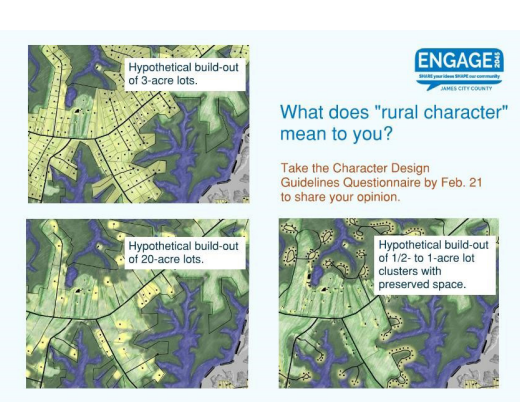 Hypothetical build-out
of 3-acre lots.
ENGAGE 2045
SHARE your ideas SHAPE our community
JAMES CITY COUNTY
What does "rural character"
mean to you?
Take the Character Design
Guidelines Questionnaire by Feb. 21
to share your opinion.
Hypothetical build-out
of 20-acre lots.
Hypothetical build-out
of 1/2- to 1-acre lot
clusters with
preserved space.